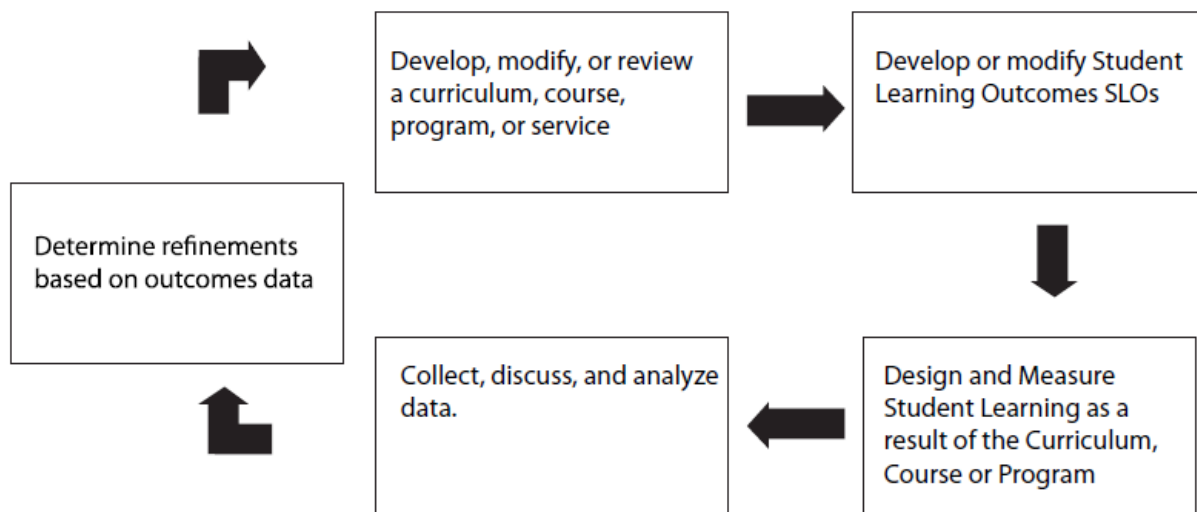 Develop, modify, or review
a curriculum, course,
program, or service
Develop or modify Student
Learning Outcomes SLOs
Determine refinements
based on outcomes data
Collect, discuss, and analyze
data.
Design and Measure
Student Learning as a
result of the Curriculum,
Course or Program